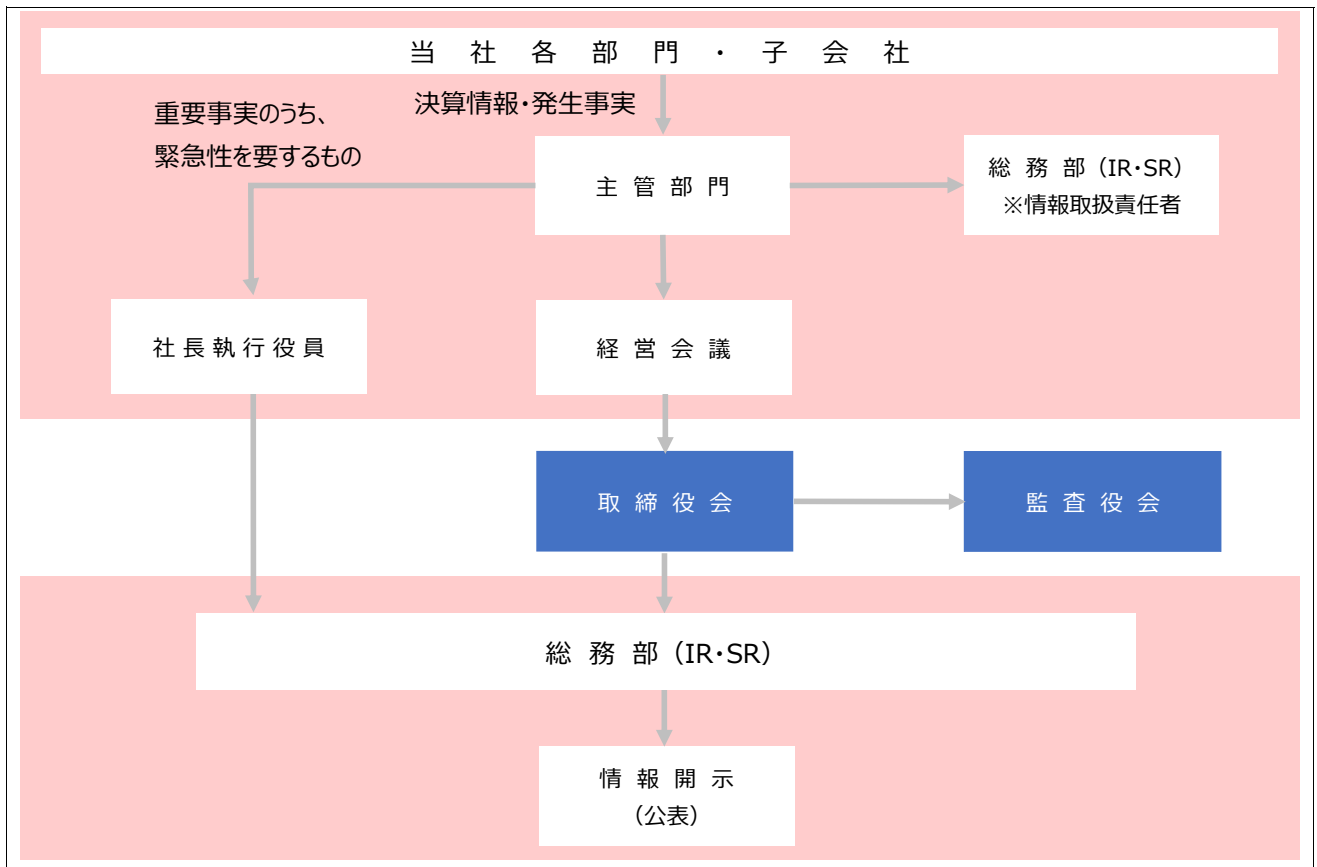 当社各部門・子会社
決算情報・発生事実
重要事実のうち、
緊急性を要するもの
主管部門
総務部（IR・SR）
※情報取扱責任者
社長執行役員
経営会議
取締役会
監査役会
総務部（IR・SR）
情報開示
（公表）